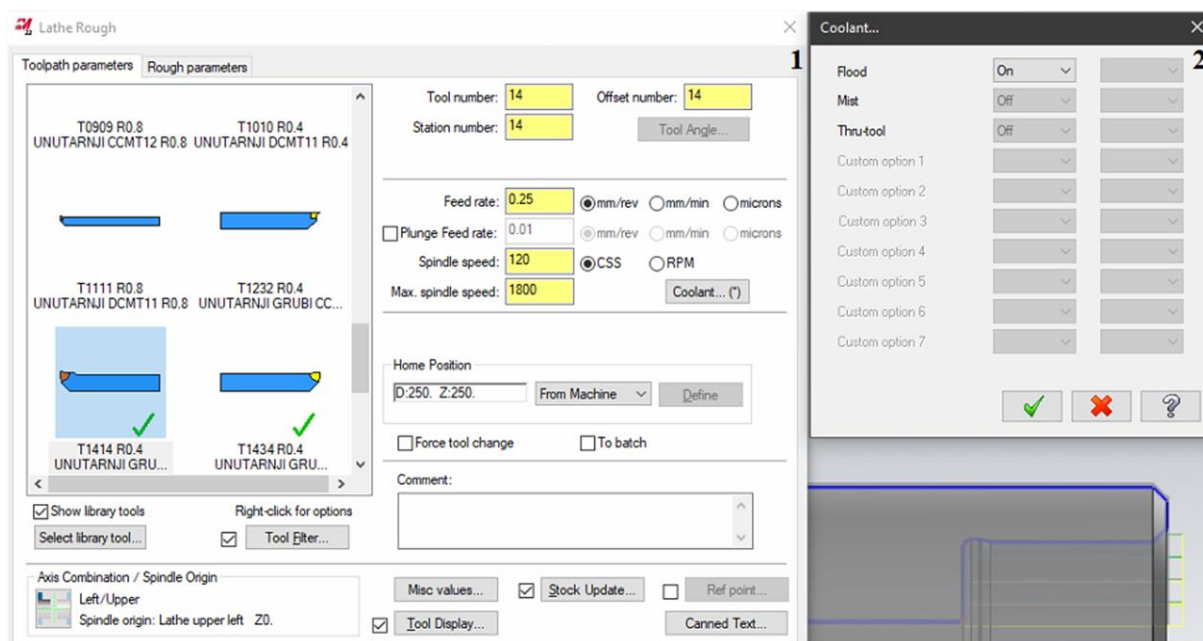 Lathe Rough
1
Toolpath parameters
Rough parameters
T0909 R0.8
UNUTARNJI CCMT12 R0.8
T1010 R0.4
UNUTARNJI DCMT11 R0.4
T1111 R0.8
UNUTARNJI DCMT11 R0.8
T1232 R0.4
UNUTARNJI GRUBI CC...
T1414 R0.4
UNUTARNJI GRU...
T1434 R0.4
UNUTARNJI GRU...
Show library tools
Right-click for options
Select library tool...
Tool Filter...
Axis Combination / Spindle Origin
Left/Upper
Spindle origin: Lathe upper left Z0.
Tool number: 14
Offset number: 14
Station number: 14
Tool Angle...
Feed rate: 0.25 mm/rev mm/min microns
Plunge Feed rate: 0.01 mm/rev mm/min microns
Spindle speed: 120 CSS RPM
Max. spindle speed: 1800
Coolant... (*)
Home Position
D:250. Z:250. From Machine Define
Force tool change
To batch
Comment:
Misc values...
Stock Update...
Ref point...
Tool Display...
Canned Text...
Coolant...
2
Flood On
Mist Off
Thru-tool Off
Custom option 1
Custom option 2
Custom option 3
Custom option 4
Custom option 5
Custom option 6
Custom option 7